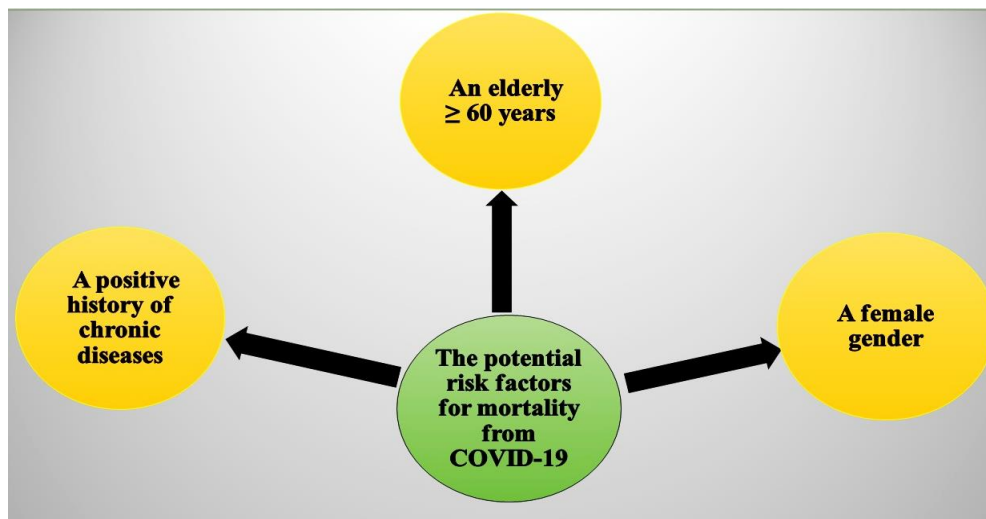 An elderly
≥ 60 years
A positive
history of
chronic
diseases
The potential
risk factors
for mortality
from
COVID-19
A female
gender